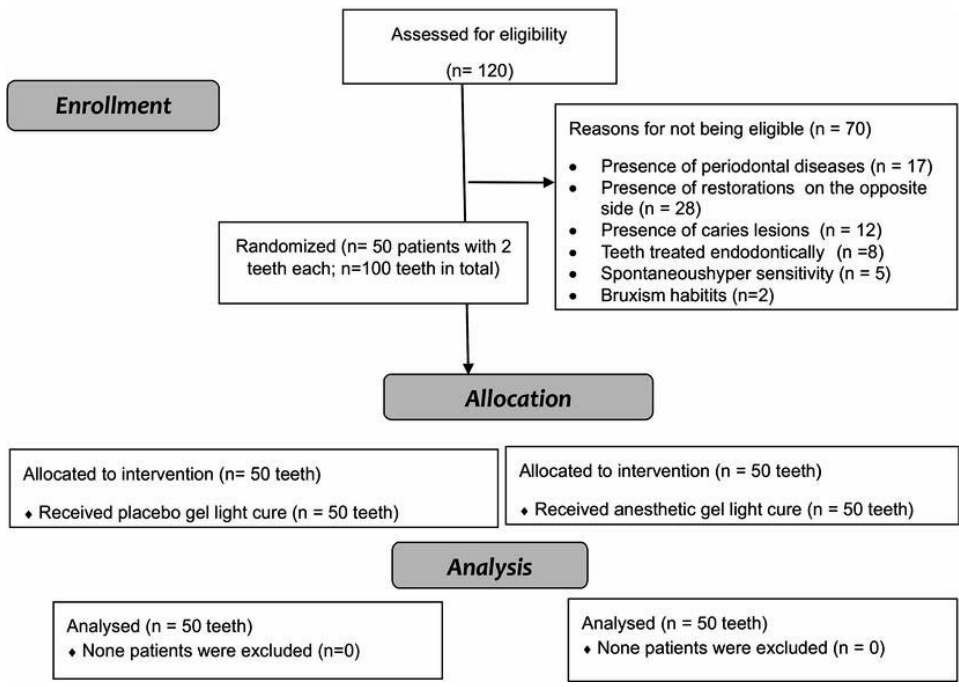 Assessed for eligibility
(n= 120)
Enrollment
Reasons for not being eligible (n = 70)
• Presence of periodontal diseases (n = 17)
• Presence of restorations on the opposite
side (n = 28)
• Presence of caries lesions (n = 12)
• Teeth treated endodontically (n =8)
• Spontaneoushyper sensitivity (n = 5)
• Bruxism habitits (n=2)
Randomized (n= 50 patients with 2
teeth each; n=100 teeth in total)
Allocation
Allocated to intervention (n= 50 teeth)
♦ Received placebo gel light cure (n = 50 teeth)
Allocated to intervention (n = 50 teeth)
♦ Received anesthetic gel light cure (n = 50 teeth)
Analysis
Analysed (n = 50 teeth)
♦ None patients were excluded (n=0)
Analysed (n = 50 teeth)
♦ None patients were excluded (n = 0)